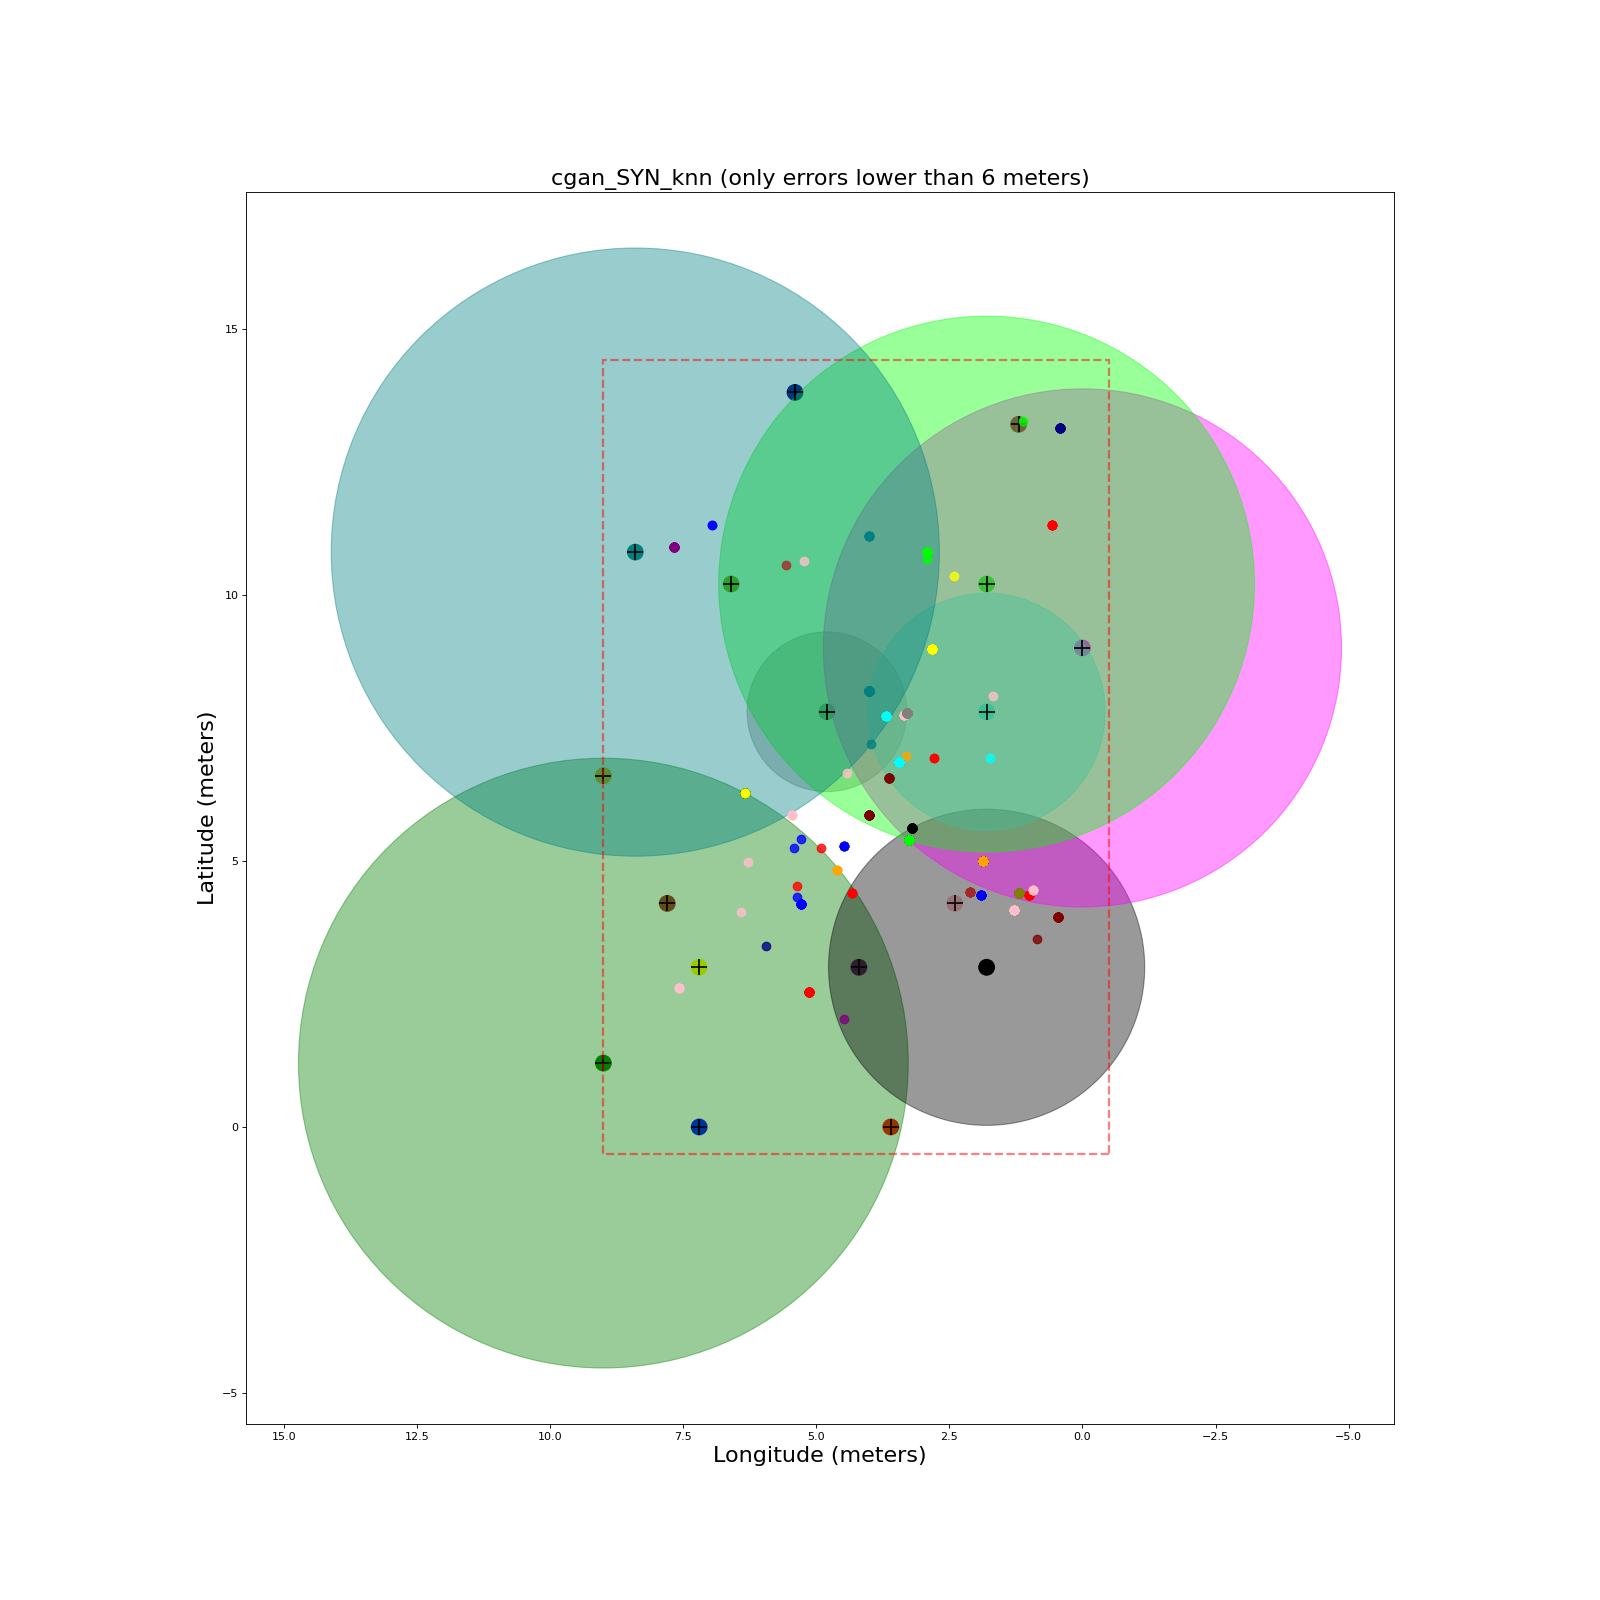 cgan_SYN_knn (only errors lower than 6 meters)
15
10
5
0
−5
Latitude (meters)
15.0 12.5 10.0 7.5 5.0 2.5 0.0 −2.5 −5.0
Longitude (meters)